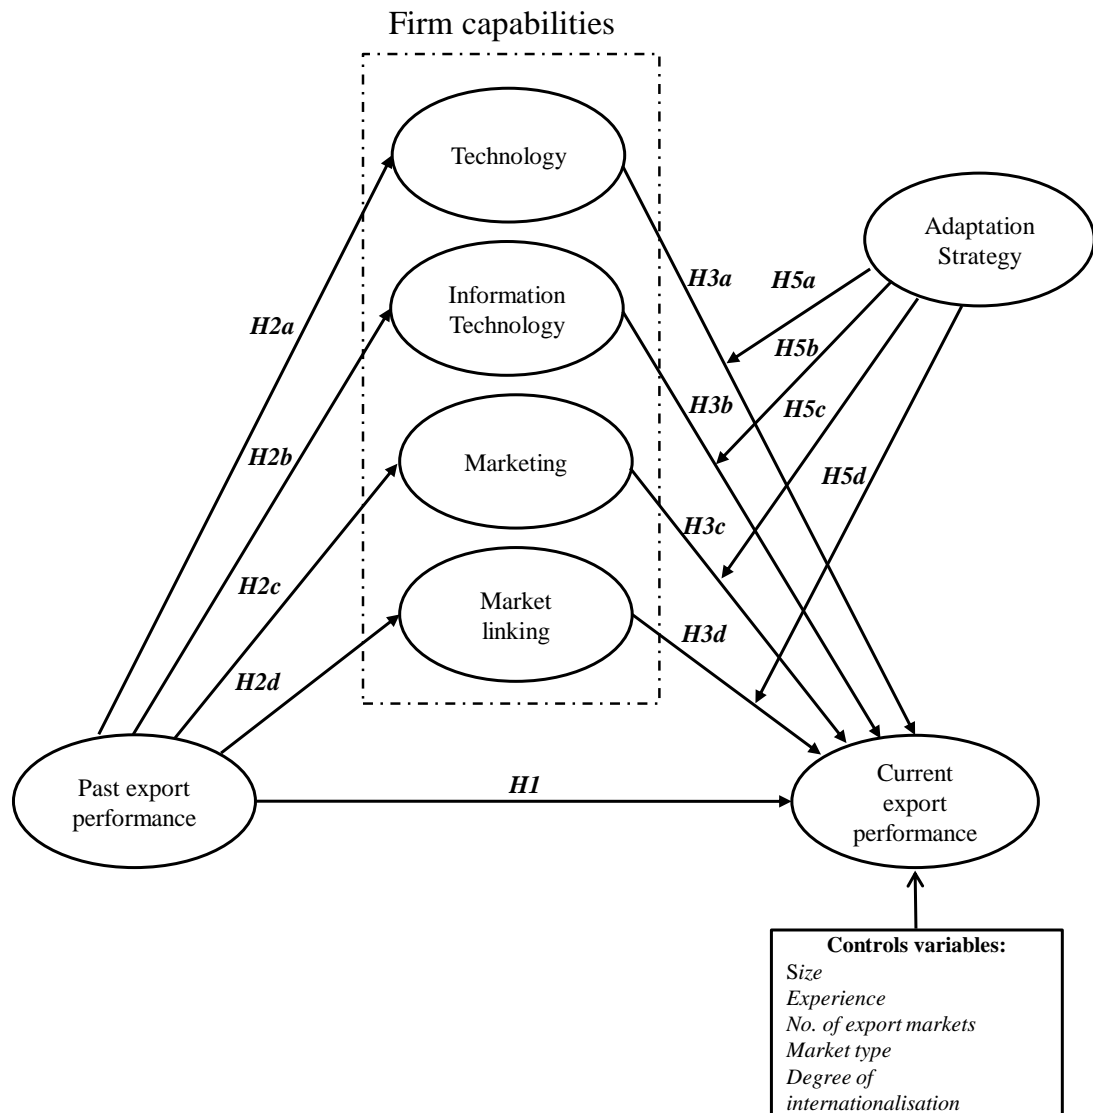 Firm capabilities
Technology
Adaptation
Strategy
H3a
H5a
Information
Technology
H2a
H5b
H3b
H5c
H2b
Marketing
H5d
H3c
H2c
Market
linking
H3d
H2d
Past export
performance
H1
Current
export
performance
Controls variables:
Size
Experience
No. of export markets
Market type
Degree of
internationalisation